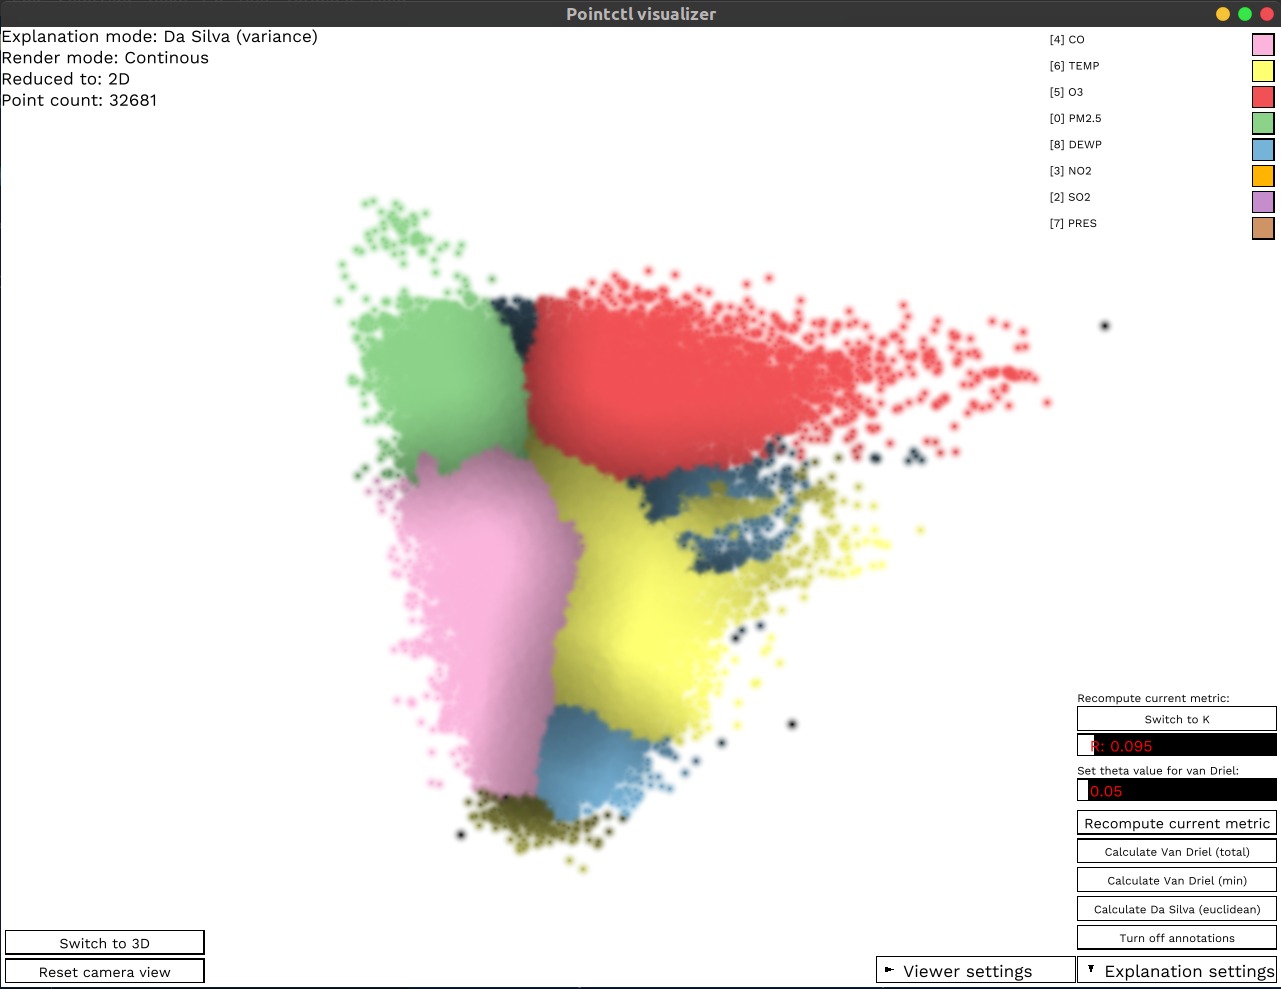 Pointctl visualizer
Explanation mode: Da Silva (variance)
Render mode: Continous
Reduced to: 2D
Point count: 32681
[4] CO
[6] TEMP
[5] O3
[0] PM2.5
[8] DEWP
[3] NO2
[2] SO2
[7] PRES
Recompute current metric:
Switch to K
R: 0.095
Set theta value for van Driel:
0.05
Recompute current metric
Calculate Van Driel (total)
Calculate Van Driel (min)
Calculate Da Silva (euclidean)
Turn off annotations
Switch to 3D
Reset camera view
Viewer settings
Explanation settings